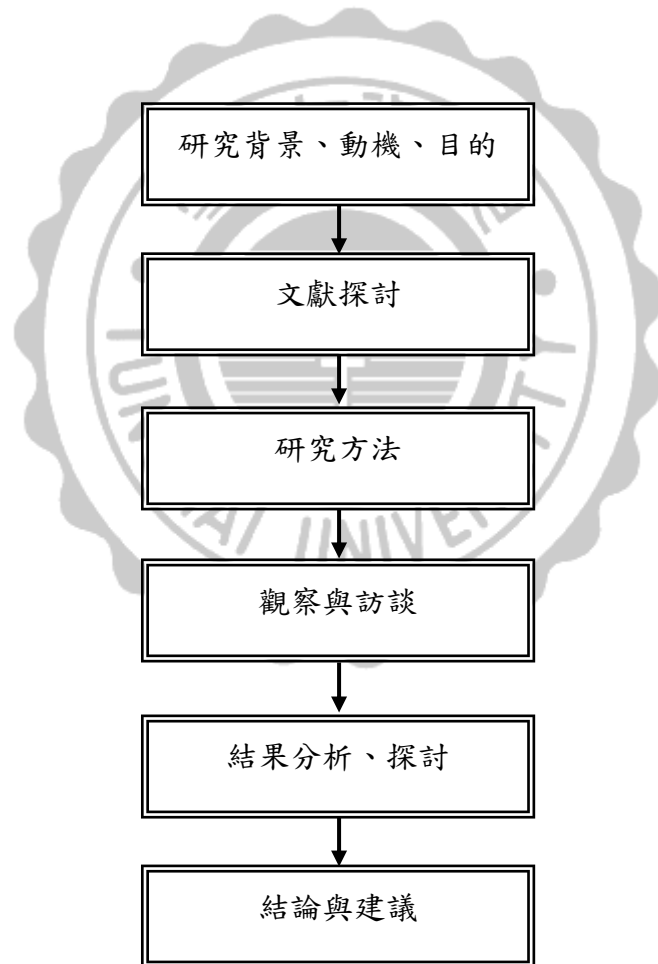 研究背景、動機、目的
文獻探討
研究方法
觀察與訪談
結果分析、探討
結論與建議